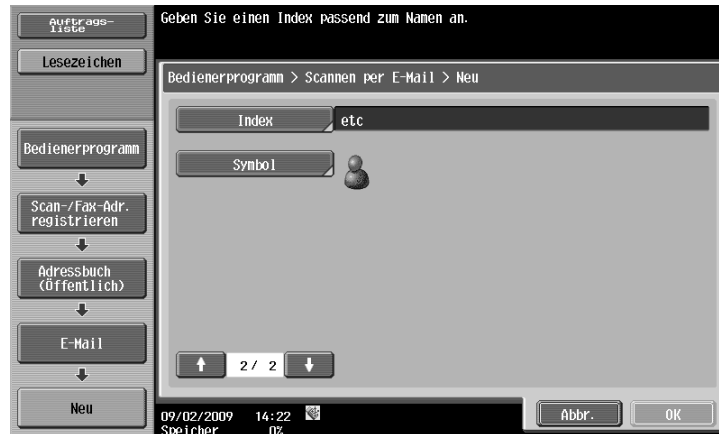 Auftrags-
liste
Lesezeichen
Bedienerprogramm
Scan-/Fax-Adr.
registrieren
Adressbuch
(Öffentlich)
E-Mail
Neu
Geben Sie einen Index passend zum Namen an.
Bedienerprogramm > Scannen per E-Mail > Neu
Index etc
Symbol
2/ 2
09/02/2009 14:22
Speicher 0%
Abbr. OK